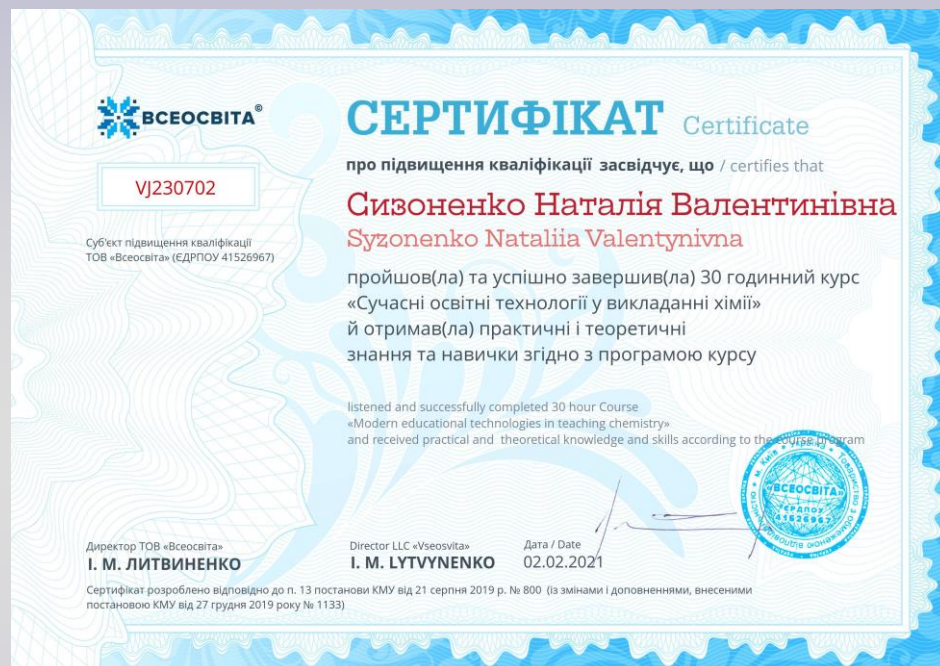 ВСЕОСВІТА©
VJ230702
Суб'єкт підвищення кваліфікації
ТОВ «Всеосвіта» (ЄДРПОУ 41526967)
СЕРТИФІКАТ Certificate
про підвищення кваліфікації засвідчує, що / certifies that
Сизоненко Наталія Валентинівна
Syzonenko Nataliia Valentynivna
пройшов(ла) та успішно завершив(ла) 30 годинний курс
«Сучасні освітні технології у викладанні хімії»
й отримав(ла) практичні і теоретичні
знання та навички згідно з програмою курсу
listened and successfully completed 30 hour Course
«Modern educational technologies in teaching chemistry»
and received practical and theoretical knowledge and skills according to the course program
м. Київ * Україна * Товариство з обмеженою відповідальністю
«ВСЕОСВІТА»
ЄРДПОУ
41526967
Директор ТОВ «Всеосвіта»
І. М. ЛИТВИНЕНКО
Director LLC «Vseosvita»
I. M. LYTVYNENKO
Дата / Date
02.02.2021
Сертифікат розроблено відповідно до п. 13 постанови КМУ від 21 серпня 2019 р. № 800 (із змінами і доповненнями, внесеними
постановою КМУ від 27 грудня 2019 року № 1133)